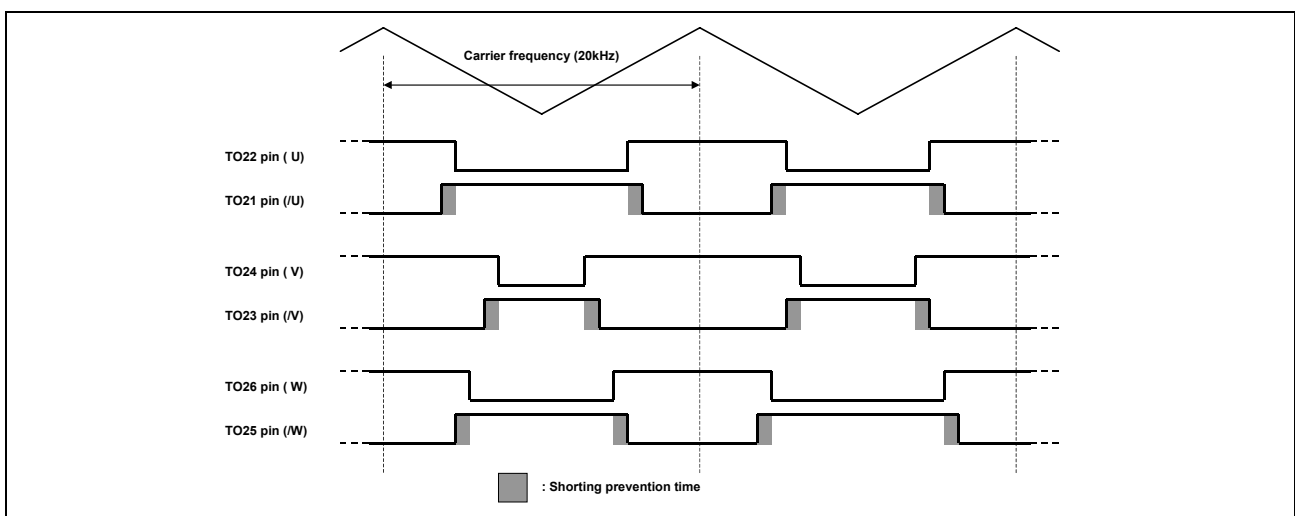 Carrier frequency (20kHz)
TO22 pin ( U)
TO21 pin (/U)
TO24 pin ( V)
TO23 pin (/V)
TO26 pin ( W)
TO25 pin (/W)
: Shorting prevention time